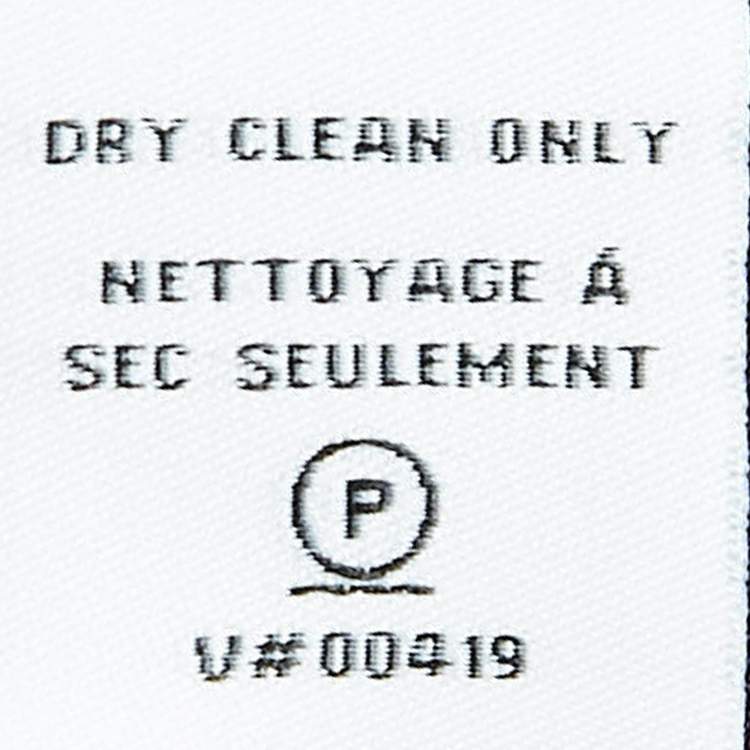 DRY CLEAN ONLY
NETTOYAGE Á
SEC SEULEMENT
P
V#00419